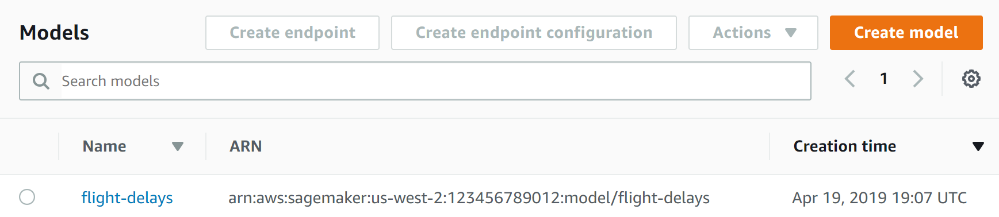 Models Create endpoint Create endpoint configuration Actions Create model
Search models 1
Name ARN Creation time
flight-delays arn:aws:sagemaker:us-west-2:123456789012:model/flight-delays Apr 19, 2019 19:07 UTC